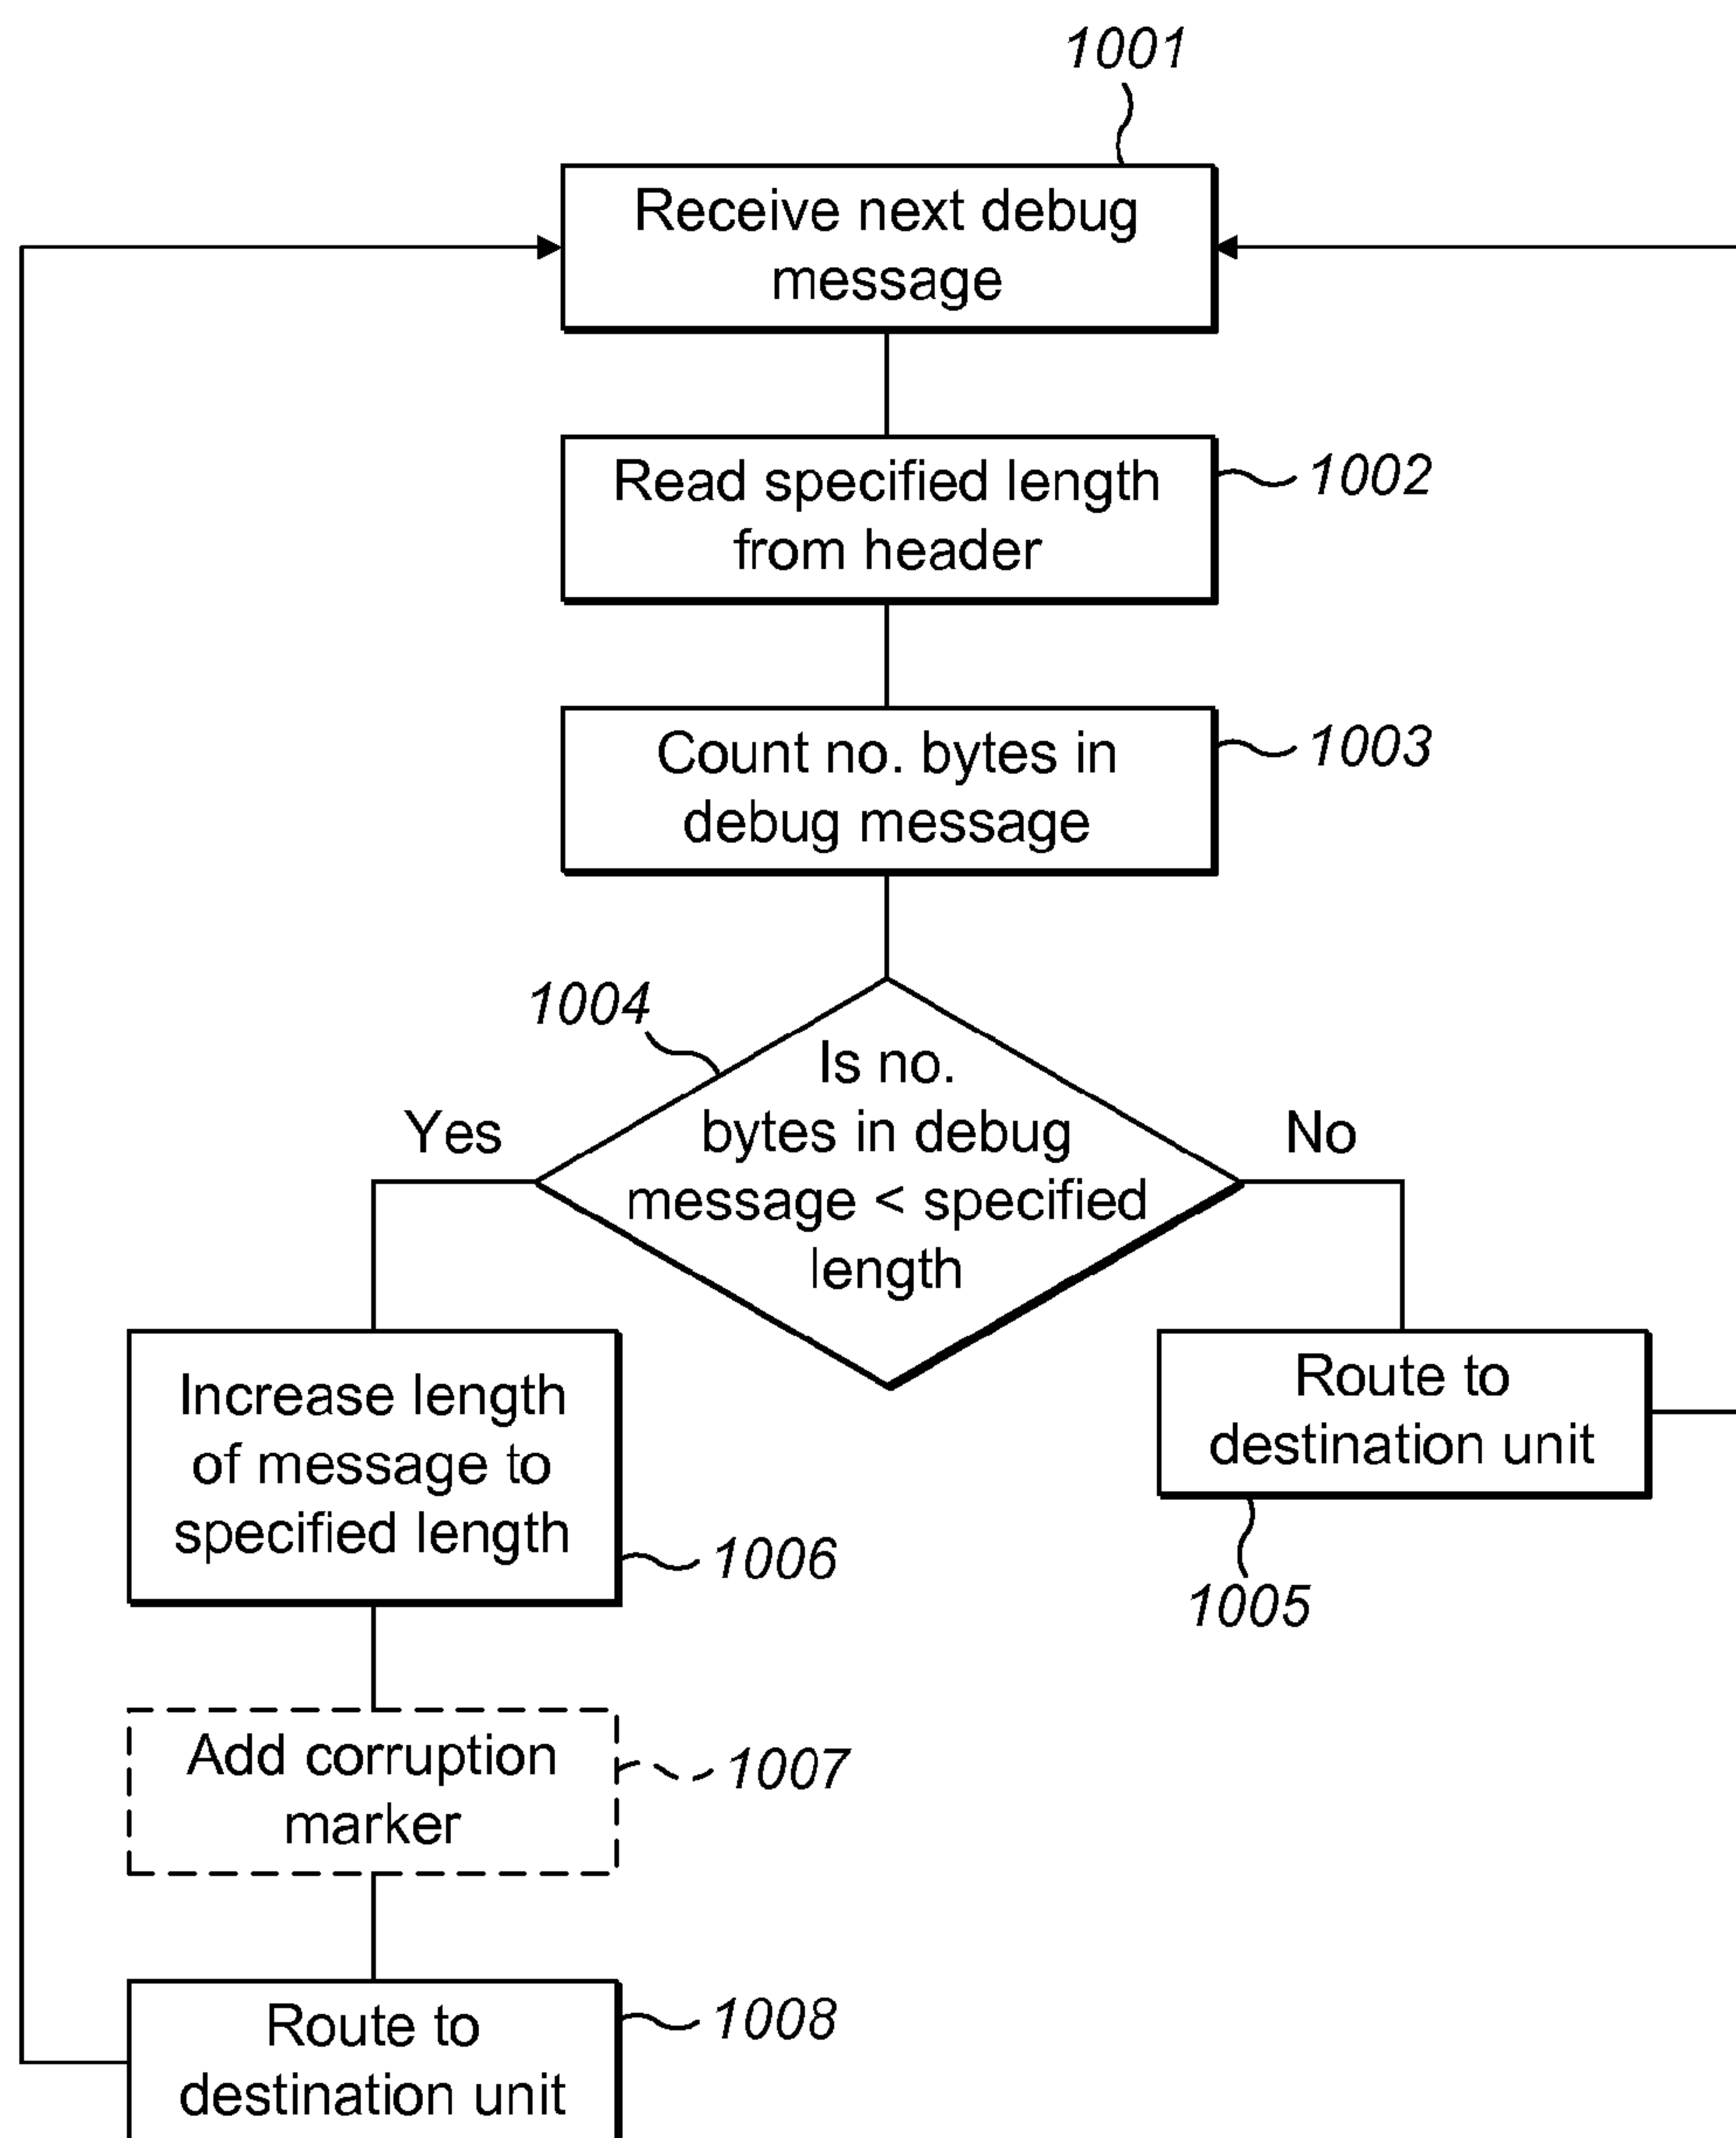 1001
Receive next debug
message
Read specified length
from header
1002
Count no. bytes in
debug message
1003
1004
Is no.
bytes in debug
message < specified
length
Yes
No
Increase length
of message to
specified length
1006
Route to
destination unit
1005
Add corruption
marker
1007
Route to
destination unit
1008